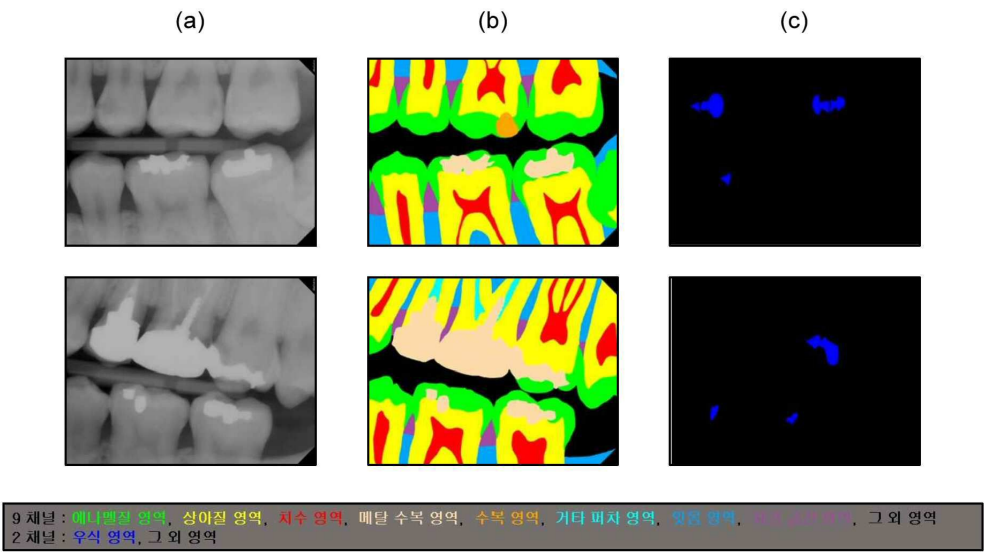 (a) (b) (c)
9 채널 : 에나멜질 영역, 상아질 영역, 치수 영역, 메탈 수복 영역, 수복 영역, 거타 퍼차 영역, 잇몸 영역, 영역, 그 외 영역
2 채널 : 우식 영역, 그 외 영역